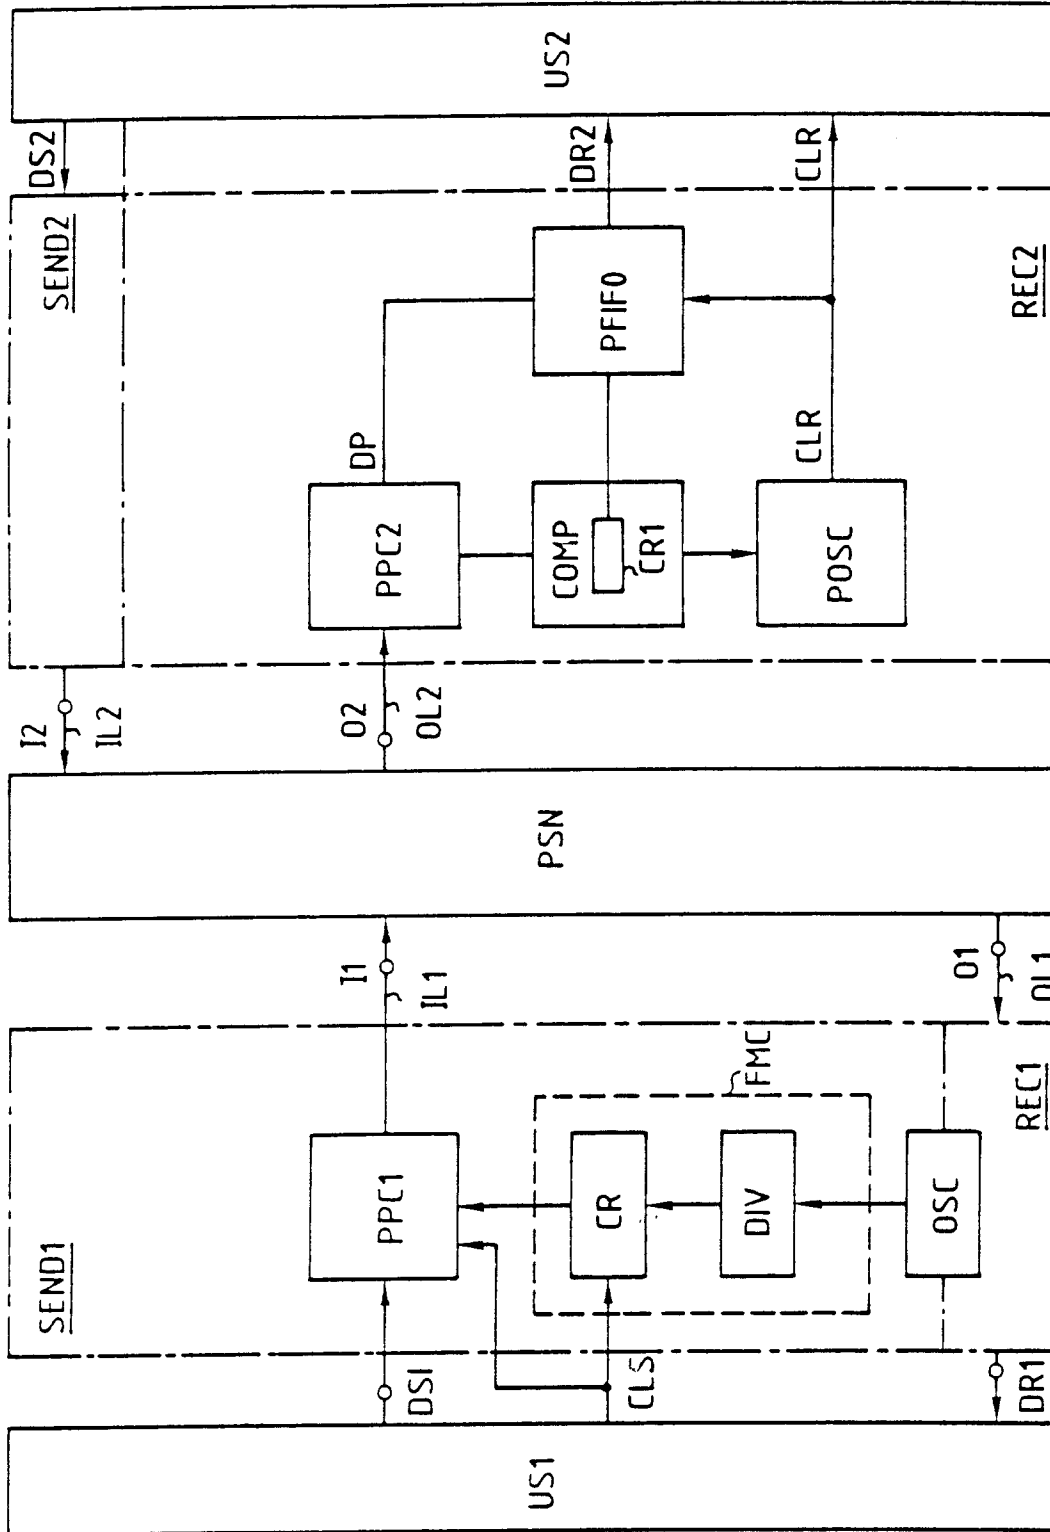 US1
DSI
CLS
DR1
SEND1
PPC1
CR
DIV
FMC
OSC
REC1
I1
IL1
O1
OL1
PSN
I2
IL2
O2
OL2
SEND2
DS2
PPC2
DP
COMP
CR1
POSC
CLR
PFIFO
DR2
CLR
REC2
US2